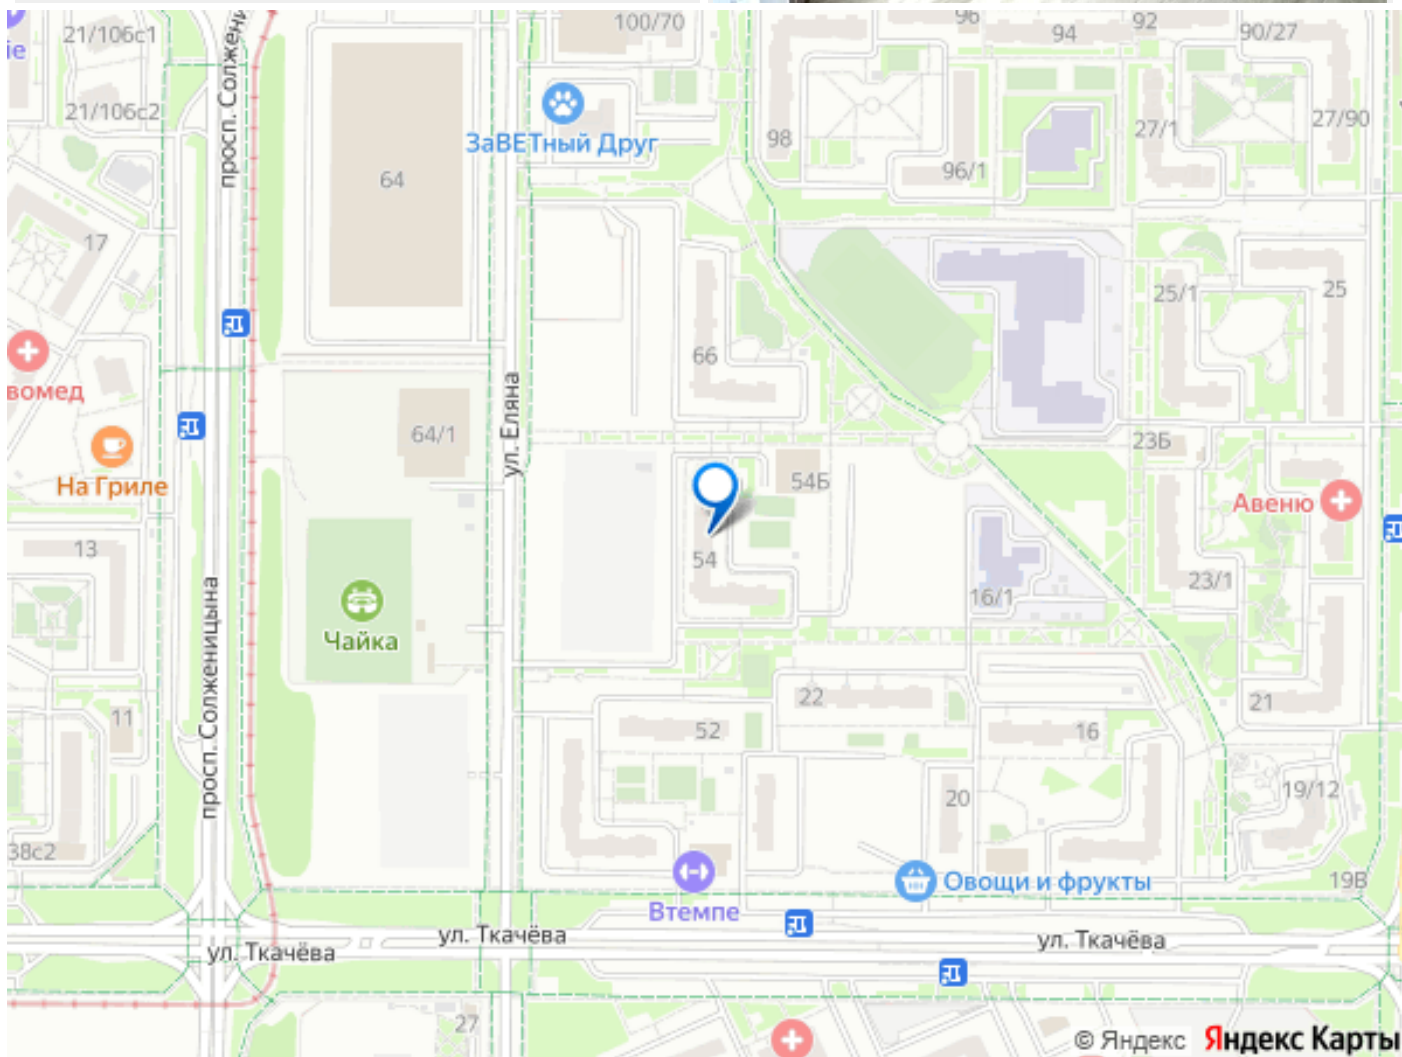 21/106с1
100/70
96
94
92
90/27
ie
21/106с2
просп. Солжени
ЗаВЕТный Друг
98
27/1
27/90
64
96/1
17
25/1
25
66
вомед
ул. Еляна
64/1
23Б
На Гриле
54Б
Авеню
13
54
23/1
16/1
Чайка
просп. Солженицына
22
21
11
52
16
20
19/12
38с2
Овощи и фрукты
19В
Втемпе
ул. Ткачёва
ул. Ткачёва
ул. Ткачёва
27
© Яндекс Яндекс Карты